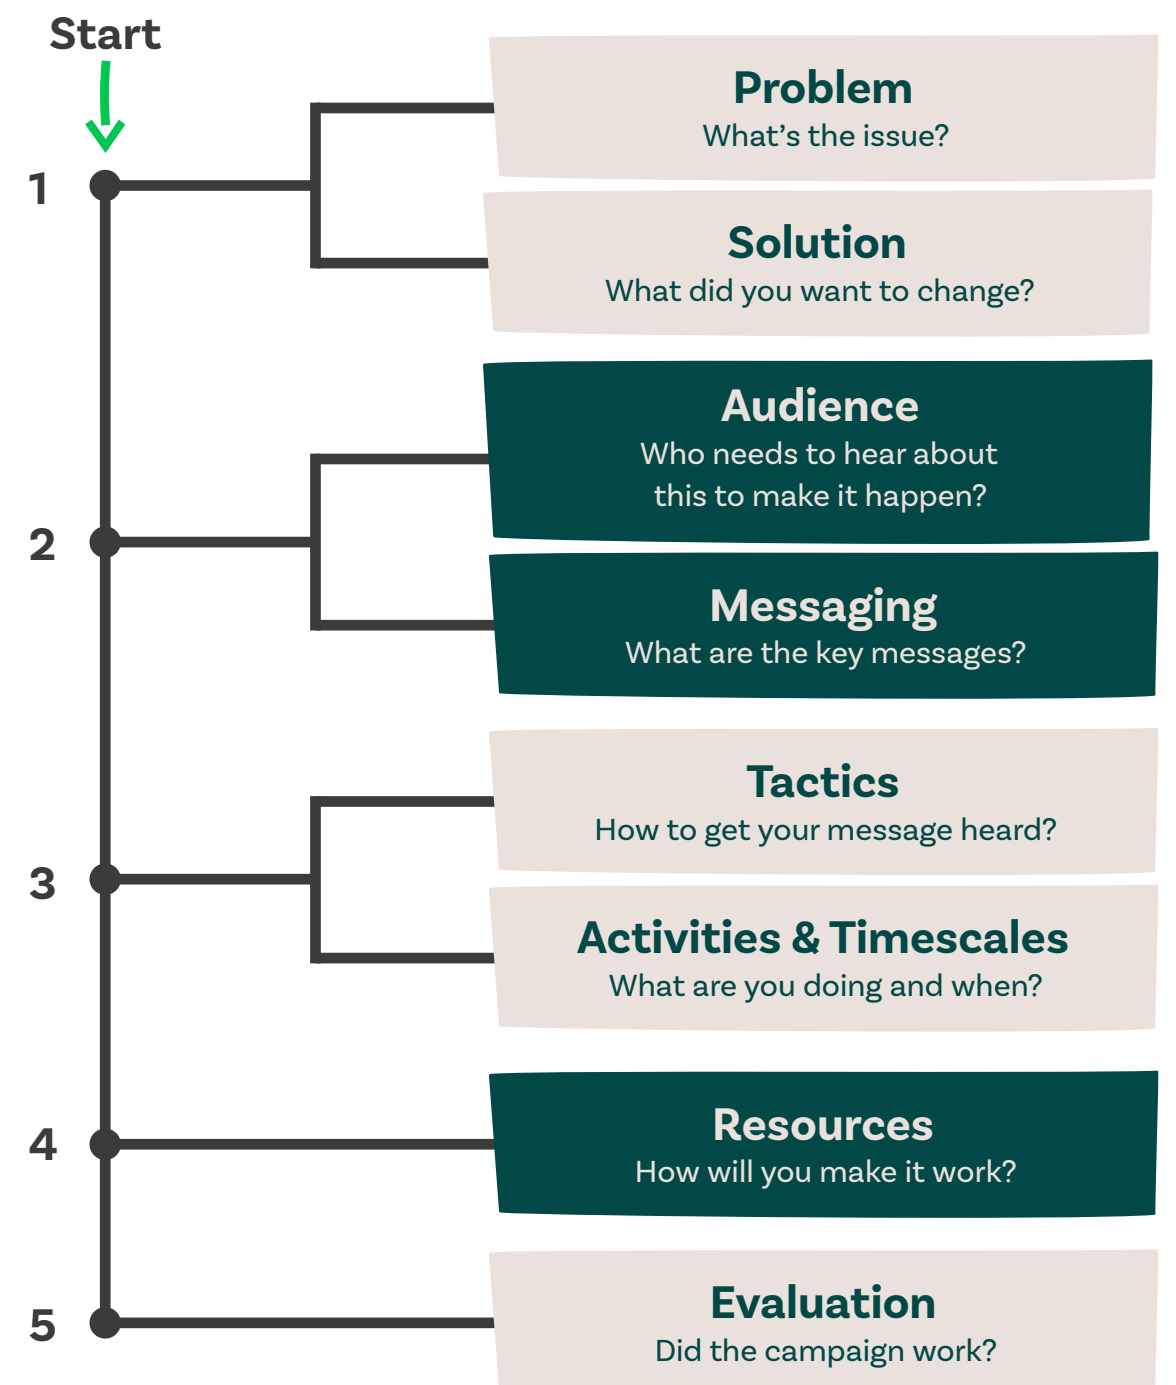 Start
1
Problem
What’s the issue?
Solution
What did you want to change?
2
Audience
Who needs to hear about
this to make it happen?
Messaging
What are the key messages?
3
Tactics
How to get your message heard?
Activities & Timescales
What are you doing and when?
4
Resources
How will you make it work?
5
Evaluation
Did the campaign work?